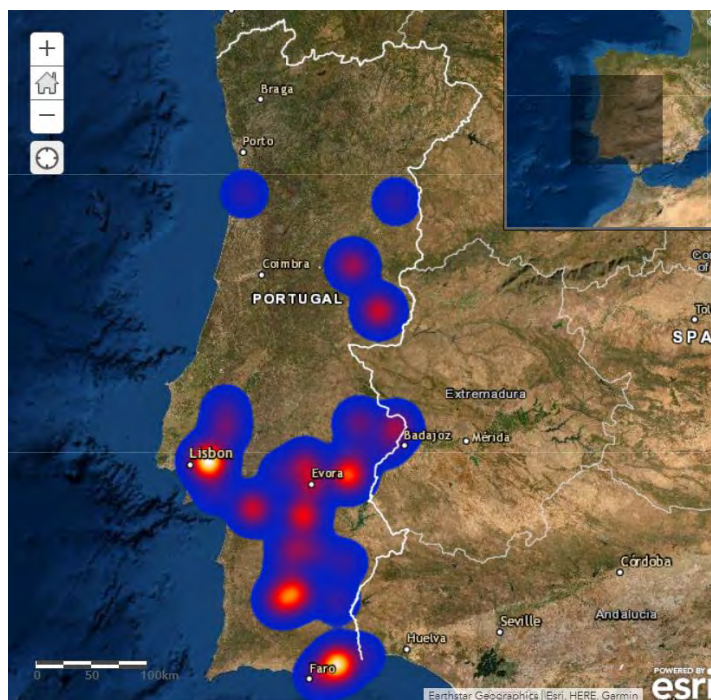 +
−
Braga
Porto
Coimbra
PORTUGAL
Extremadura
Lisbon
Evora
Badajoz
Mérida
Córdoba
Seville
Andalucia
Huelva
Faro
0 50 100km
Earthstar Geographics | Esri, HERE, Garmin
POWERED BY
esri